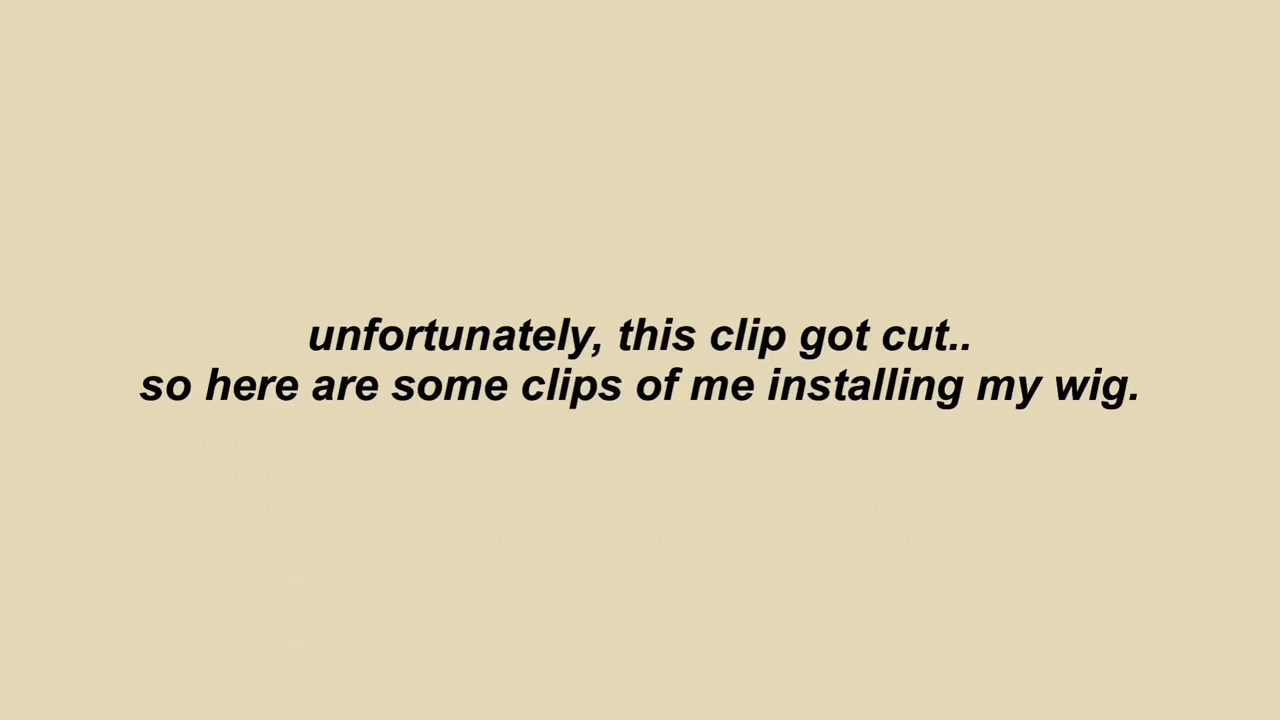 unfortunately, this clip got cut..
so here are some clips of me installing my wig.